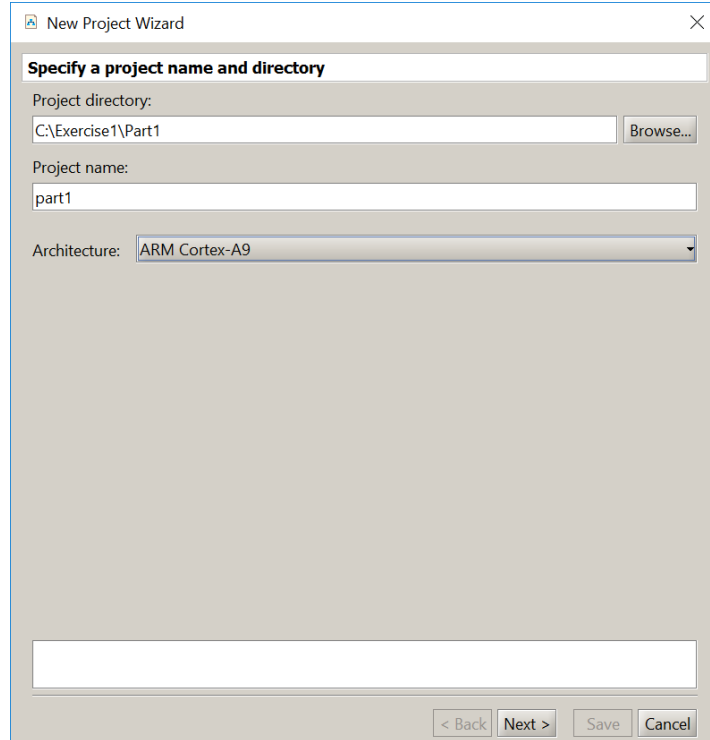 New Project Wizard
Specify a project name and directory
Project directory:
C:\Exercise1\Part1
Browse...
Project name:
part1
Architecture: ARM Cortex-A9
< Back Next > Save Cancel